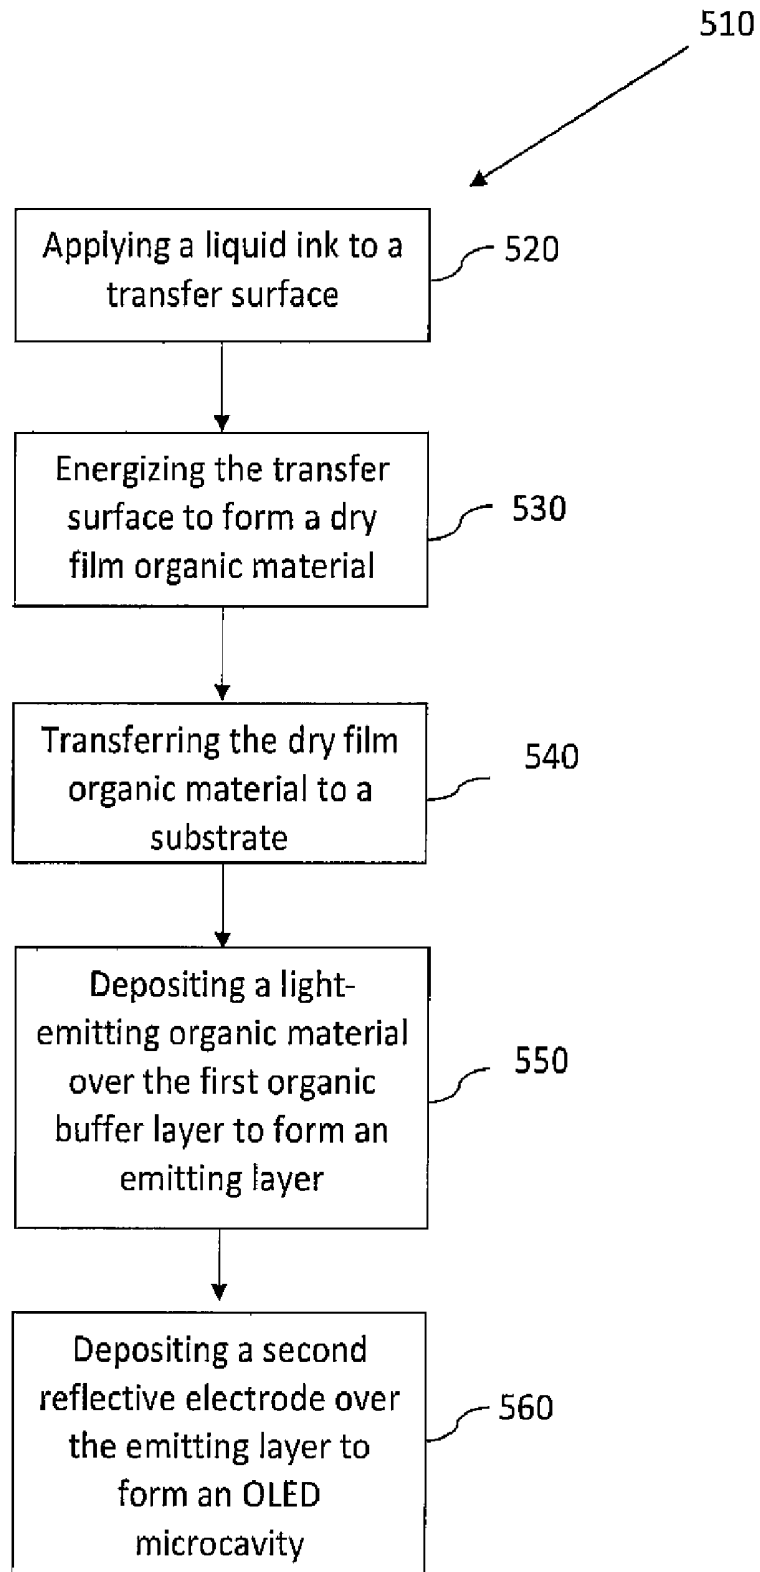 510
Applying a liquid ink to a
transfer surface
520
Energizing the transfer
surface to form a dry
film organic material
530
Transferring the dry film
organic material to a
substrate
540
Depositing a light-
emitting organic material
over the first organic
buffer layer to form an
emitting layer
550
Depositing a second
reflective electrode over
the emitting layer to
form an OLED
microcavity
560